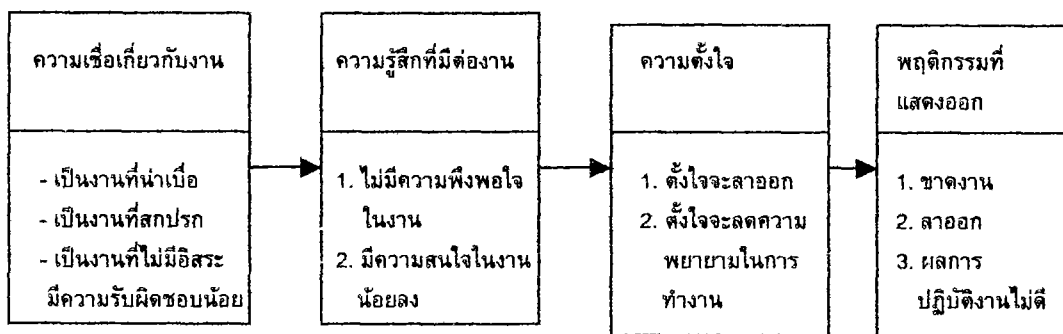 ความเชื่อเกี่ยวกับงาน
- เป็นงานที่น่าเบื่อ
- เป็นงานที่สกปรก
- เป็นงานที่ไม่มีอิสระ
มีความรับผิดชอบน้อย
ความรู้สึกที่มีต่องาน
1. ไม่มีความพึงพอใจ
ในงาน
2. มีความสนใจในงาน
น้อยลง
ความตั้งใจ
1. ตั้งใจจะลาออก
2. ตั้งใจจะลดความ
พยายามในการ
ทำงาน
พฤติกรรมที่
แสดงออก
1. ขาดงาน
2. ลาออก
3. ผลการ
ปฏิบัติงานไม่ดี